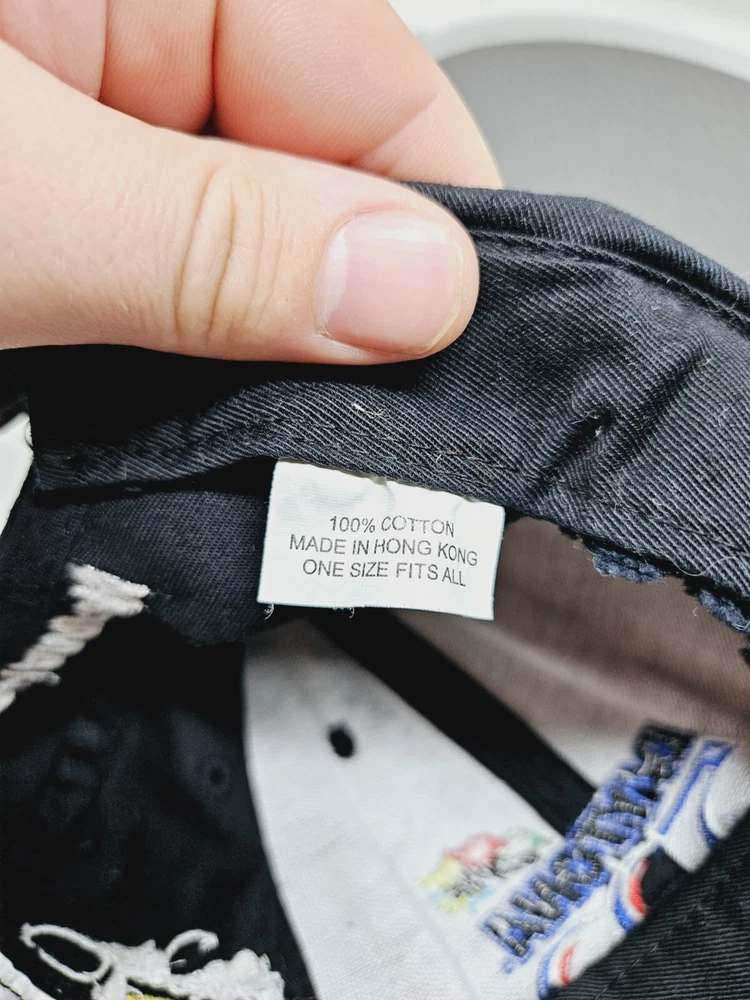 100% COTTON
MADE IN HONG KONG
ONE SIZE FITS ALL